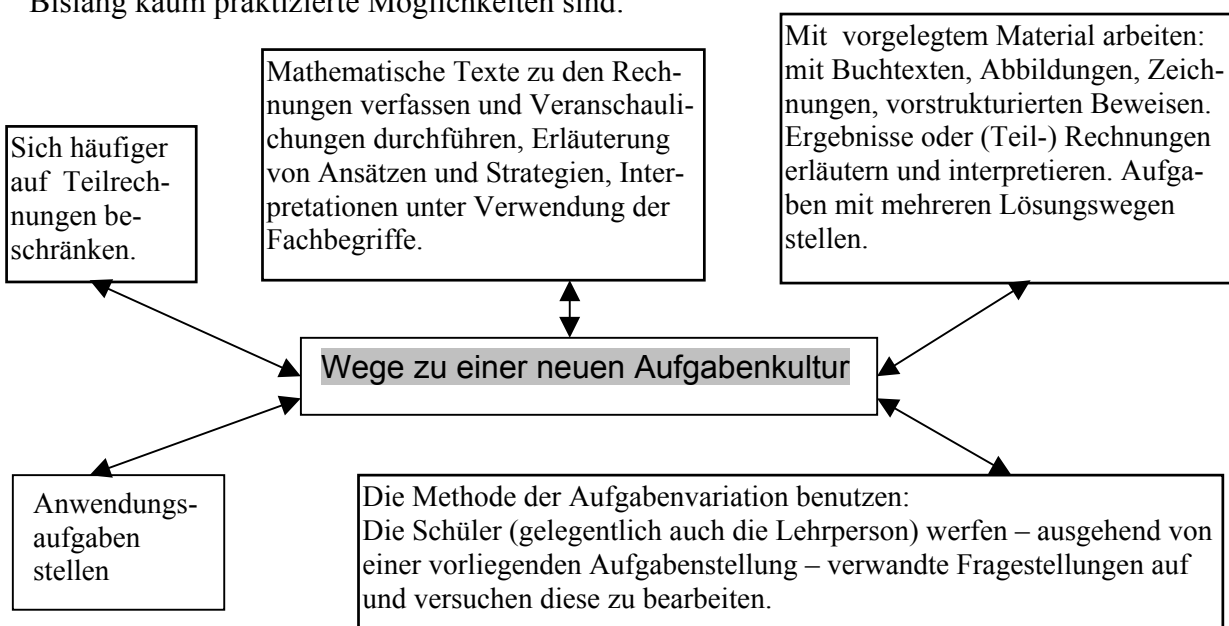 Bislang kaum praktizierte Möglichkeiten sind:
Sich häufiger
auf Teilrech-
nungen be-
schränken.
Mathematische Texte zu den Rech-
nungen verfassen und Veranschauli-
chungen durchführen, Erläuterung
von Ansätzen und Strategien, Inter-
pretationen unter Verwendung der
Fachbegriffe.
Mit vorgelegtem Material arbeiten:
mit Buchtexten, Abbildungen, Zeich-
nungen, vorstrukturierten Beweisen.
Ergebnisse oder (Teil-) Rechnungen
erläutern und interpretieren. Aufga-
ben mit mehreren Lösungswegen
stellen.
Wege zu einer neuen Aufgabenkultur
Anwendungs-
aufgaben
stellen
Die Methode der Aufgabenvariation benutzen:
Die Schüler (gelegentlich auch die Lehrperson) werfen – ausgehend von
einer vorliegenden Aufgabenstellung – verwandte Fragestellungen auf
und versuchen diese zu bearbeiten.